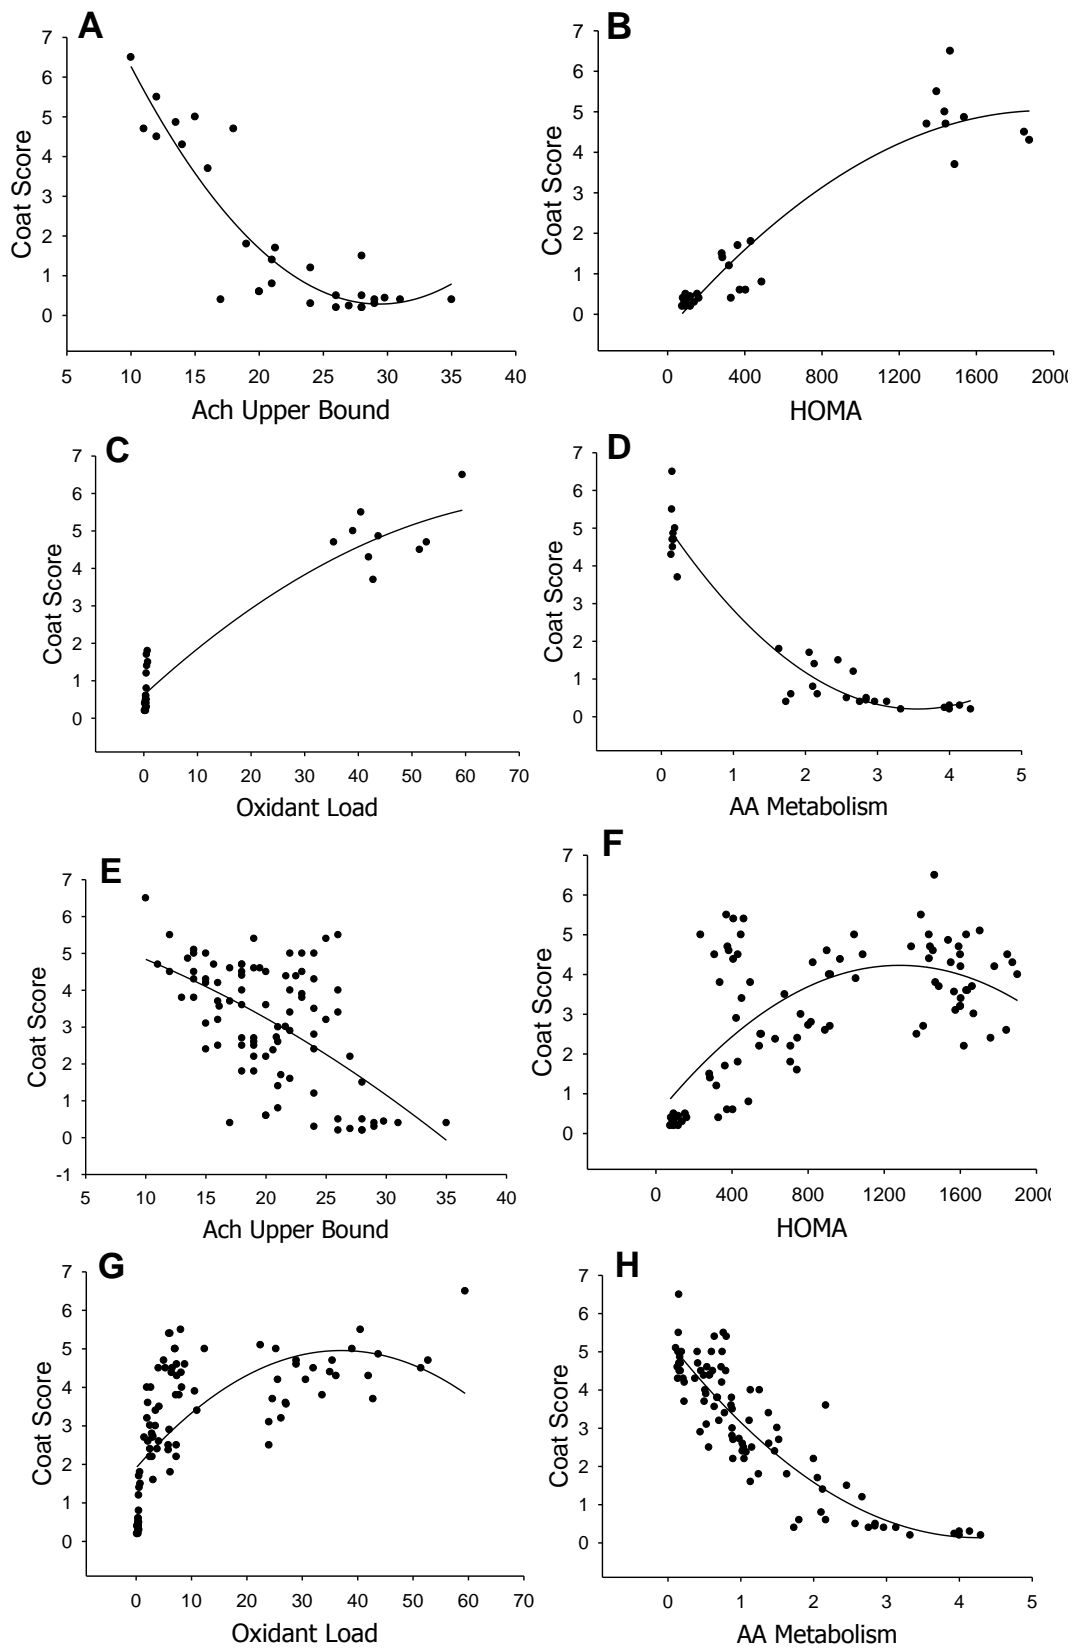 A
7
6
5
4
3
2
1
0
Coat Score
5 10 15 20 25 30 35 40
Ach Upper Bound
B
7
6
5
4
3
2
1
0
Coat Score
0 400 800 1200 1600 2000
HOMA
C
7
6
5
4
3
2
1
0
Coat Score
0 10 20 30 40 50 60 70
Oxidant Load
D
7
6
5
4
3
2
1
0
Coat Score
0 1 2 3 4 5
AA Metabolism
E
7
6
5
4
3
2
1
0
-1
Coat Score
5 10 15 20 25 30 35 40
Ach Upper Bound
F
7
6
5
4
3
2
1
0
Coat Score
0 400 800 1200 1600 200
HOMA
G
7
6
5
4
3
2
1
0
Coat Score
0 10 20 30 40 50 60 70
Oxidant Load
H
7
6
5
4
3
2
1
0
Coat Score
0 1 2 3 4 5
AA Metabolism